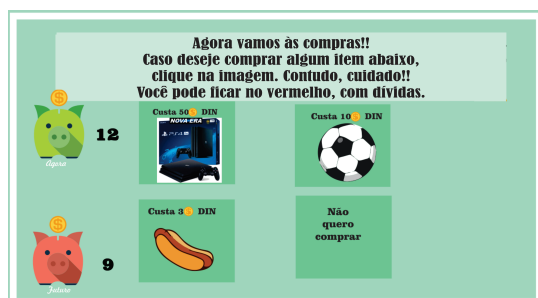 Agora vamos às compras!!
Caso deseje comprar algum item abaixo,
clique na imagem. Contudo, cuidado!!
Você pode ficar no vermelho, com dívidas.
12
Agora
Custa 50 DIN
NOVA ERA
PS4 PRO
Custa 10 DIN
9
Futuro
Custa 3 DIN
Não
quero
comprar